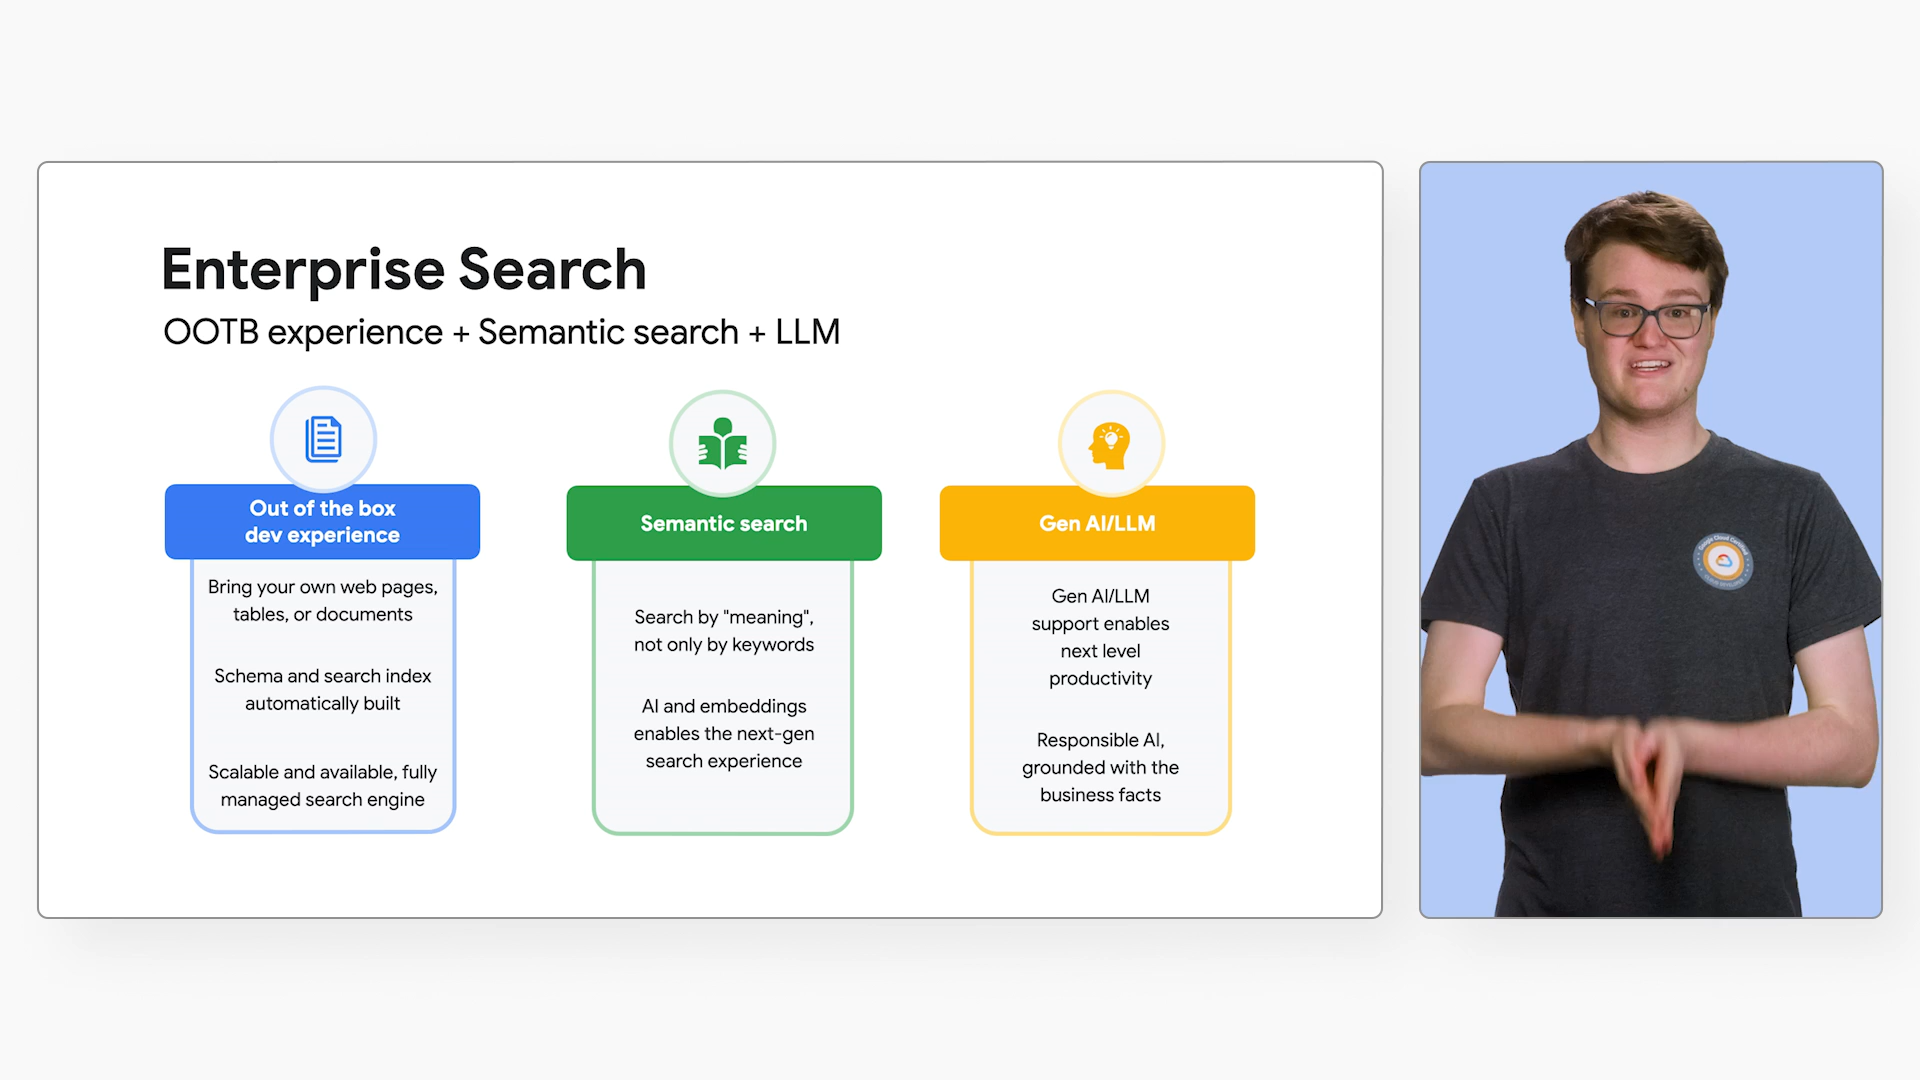 Enterprise Search
OOTB experience + Semantic search + LLM
Out of the box
dev experience
Bring your own web pages,
tables, or documents
Schema and search index
automatically built
Scalable and available, fully
managed search engine
Semantic search
Search by "meaning",
not only by keywords
AI and embeddings
enables the next-gen
search experience
Gen AI/LLM
Gen AI/LLM
support enables
next level
productivity
Responsible AI,
grounded with the
business facts
Google Cloud Certified